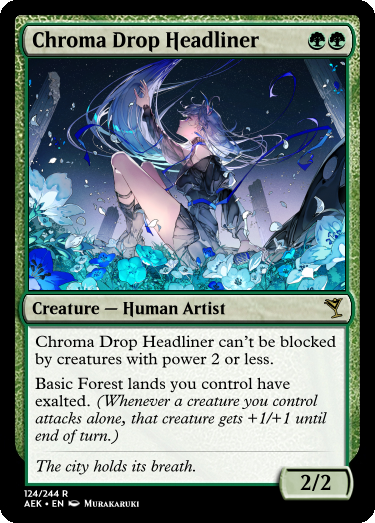 Chroma Drop Headliner
Creature — Human Artist
Chroma Drop Headliner can't be blocked
by creatures with power 2 or less.
Basic Forest lands you control have
exalted. (Whenever a creature you control
attacks alone, that creature gets +1/+1 until
end of turn.)
The city holds its breath.
2/2
124/244 R
AEK • EN Murakaruki